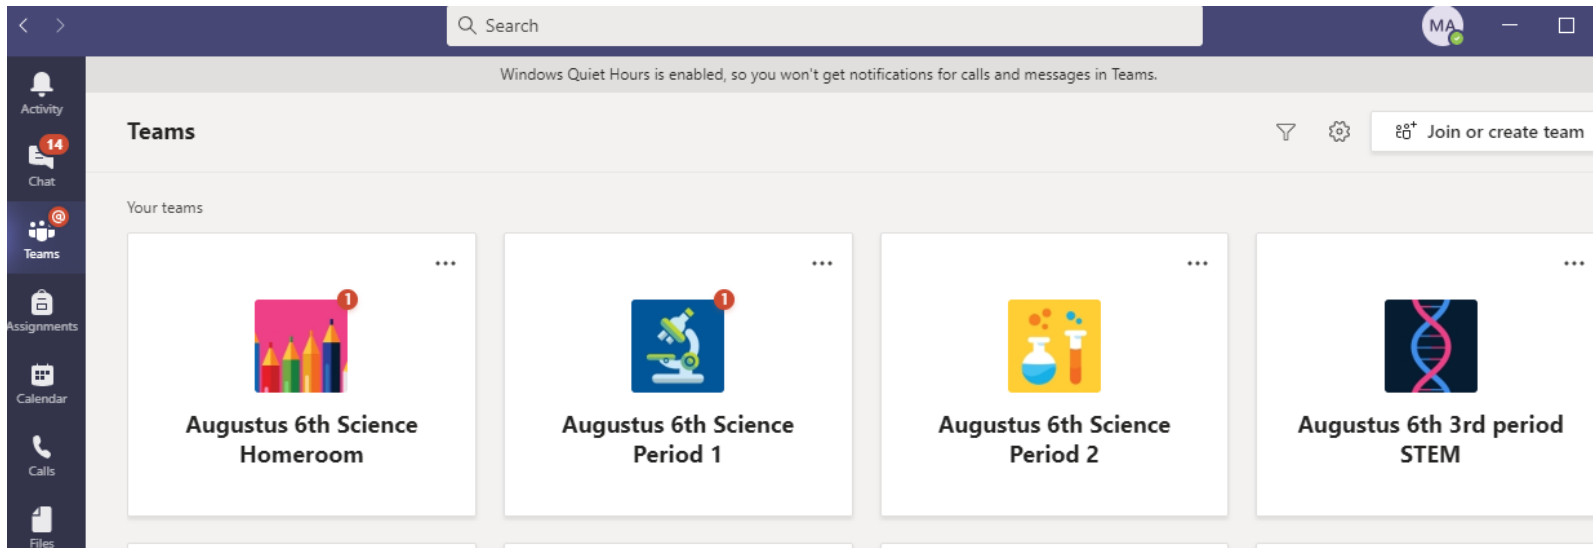 Search
MA
Windows Quiet Hours is enabled, so you won't get notifications for calls and messages in Teams.
Activity
14
Chat
@
Teams
Assignments
Calendar
Calls
Files
Teams
Join or create team
Your teams
1
Augustus 6th Science
Homeroom
1
Augustus 6th Science
Period 1
Augustus 6th Science
Period 2
Augustus 6th 3rd period
STEM